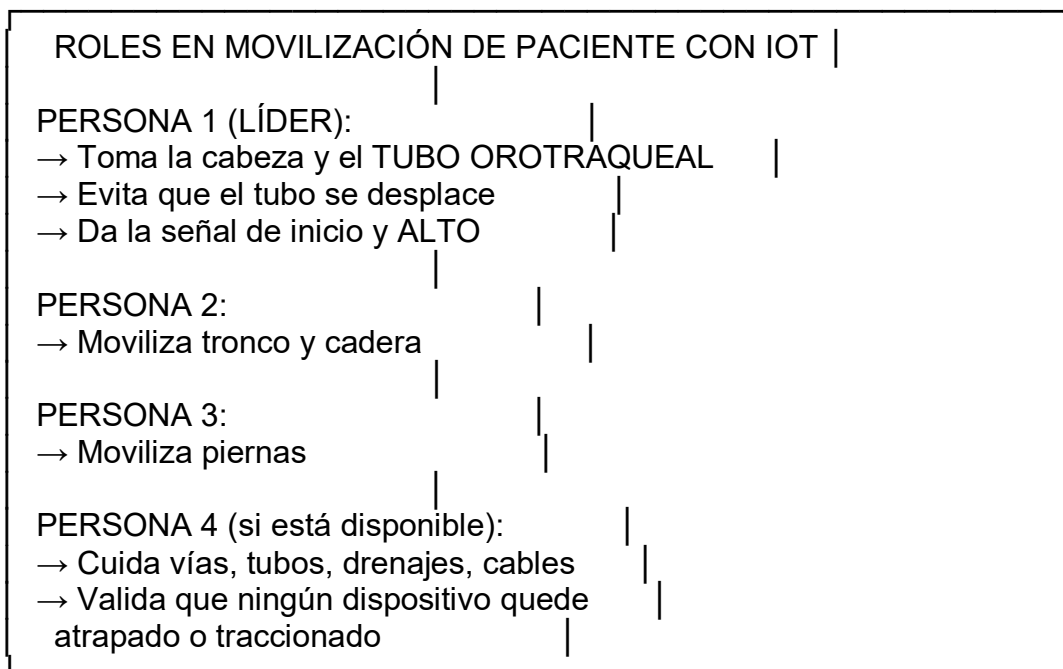 ROLES EN MOVILIZACIÓN DE PACIENTE CON IOT
PERSONA 1 (LÍDER):
→ Toma la cabeza y el TUBO OROTRAQUEAL
→ Evita que el tubo se desplace
→ Da la señal de inicio y ALTO
PERSONA 2:
→ Moviliza tronco y cadera
PERSONA 3:
→ Moviliza piernas
PERSONA 4 (si está disponible):
→ Cuida vías, tubos, drenajes, cables
→ Valida que ningún dispositivo quede
atrapado o traccionado